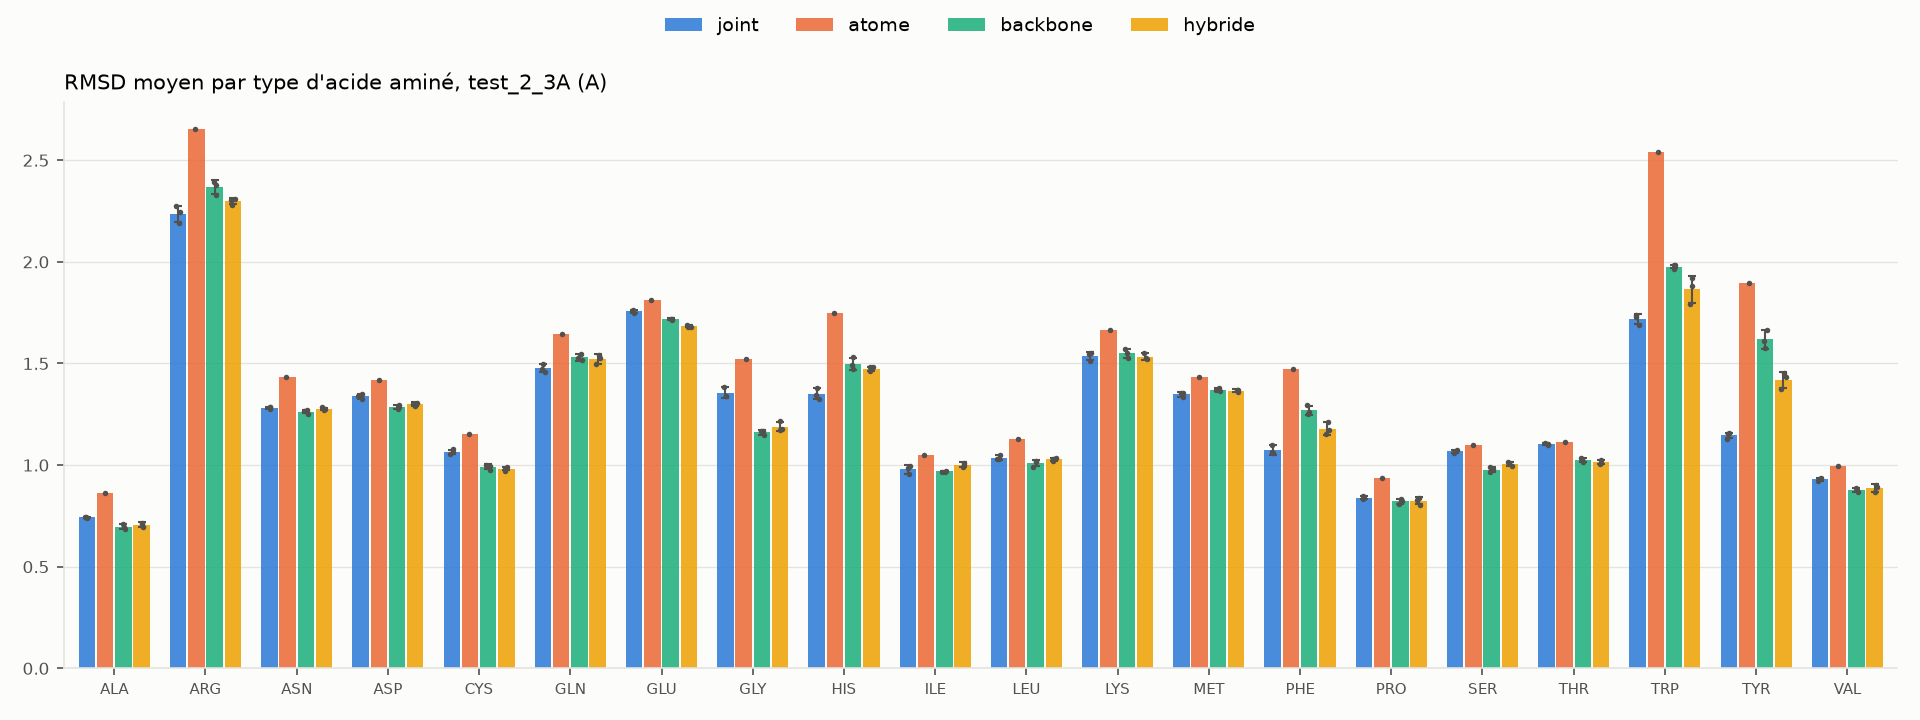 joint atome backbone hybride
RMSD moyen par type d'acide aminé, test_2_3A (A)
2.5
2.0
1.5
1.0
0.5
0.0
ALA ARG ASN ASP CYS GLN GLU GLY HIS ILE LEU LYS MET PHE PRO SER THR TRP TYR VAL